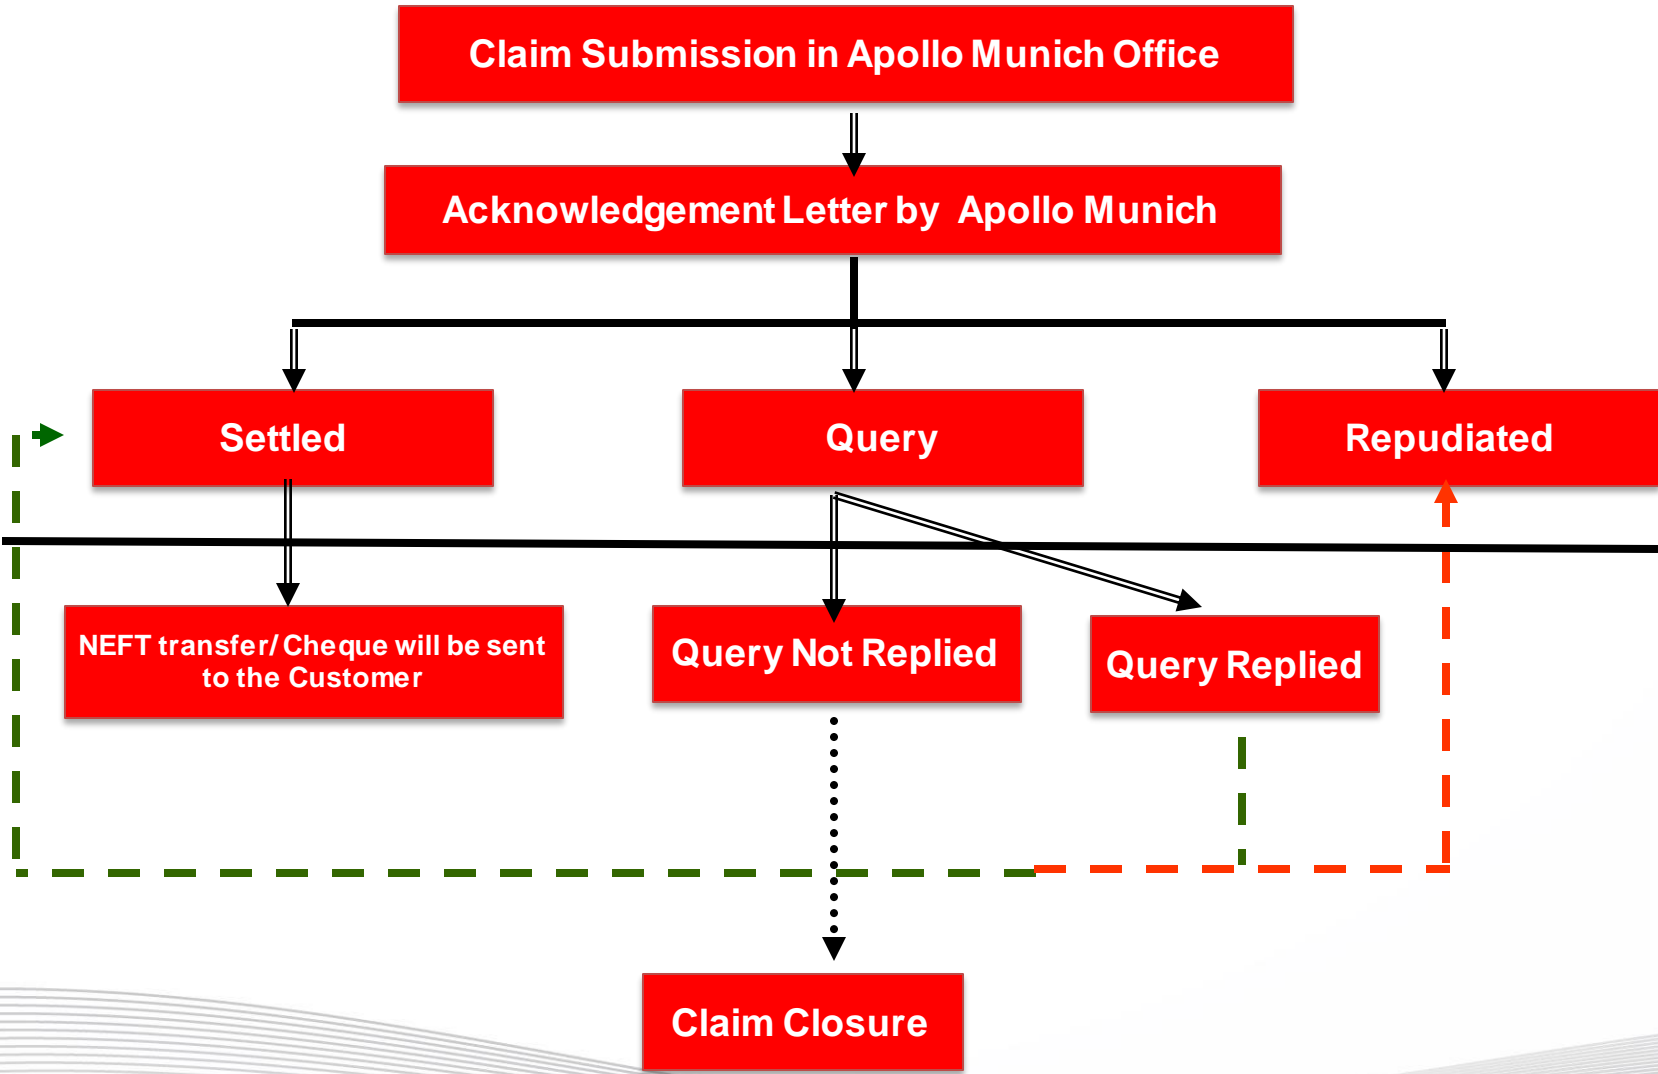 Claim Submission in Apollo Munich Office
Acknowledgement Letter by Apollo Munich
Settled
Query
Repudiated
NEFT transfer/ Cheque will be sent
to the Customer
Query Not Replied
Query Replied
Claim Closure